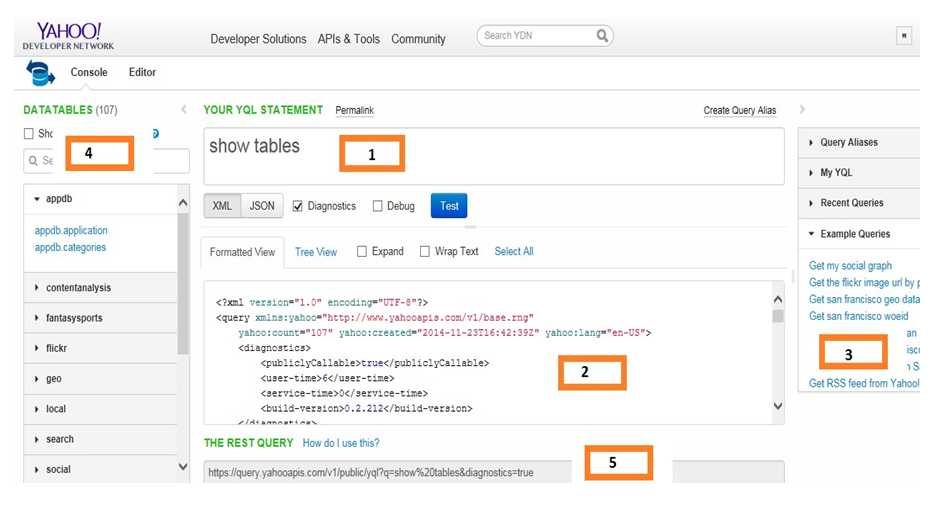 YAHOO!
DEVELOPER NETWORK
Developer Solutions APIs & Tools Community
Search YDN
Console Editor
DATATABLES (107)
4
appdb
appdb.application
appdb.categories
contentanalysis
fantasysports
flickr
geo
local
search
social
YOUR YQL STATEMENT Permalink Create Query Alias
show tables
1
XML JSON Diagnostics Debug Test
Formatted View Tree View Expand Wrap Text Select All
<?xml version="1.0" encoding="UTF-8"?>
<query xmlns:yahoo="http://www.yahooapis.com/v1/base.rng"
yahoo:count="107" yahoo:created="2014-11-23T16:42:39Z" yahoo:lang="en-US">
<diagnostics>
<publiclyCallable>true</publiclyCallable>
<user-time>6</user-time>
<service-time>0</service-time>
<build-version>0.2.212</build-version>
</diagnostics>
2
THE REST QUERY How do I use this?
5
https://query.yahooapis.com/v1/public/yql?q=show%20tables&diagnostics=true
Query Aliases
My YQL
Recent Queries
Example Queries
Get my social graph
Get the flickr image url by
Get san francisco geo data
Get san francisco woeid
3
Get RSS feed from Yahoo!